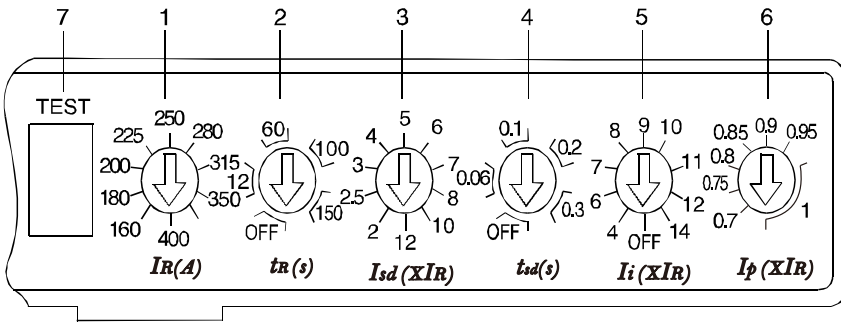 7 1 2 3 4 5 6
TEST
160 180 200 225 250 280 315 350 400
IR(A)
12 60 100 150 OFF
tR(s)
2 2.5 3 4 5 6 7 8 10 12
Isd(XIR)
0.06 0.1 0.2 0.3 OFF
tsd(s)
4 6 7 8 9 10 11 12 14 OFF
Ii(XIR)
0.7 0.75 0.8 0.85 0.9 0.95 1
Ip(XIR)